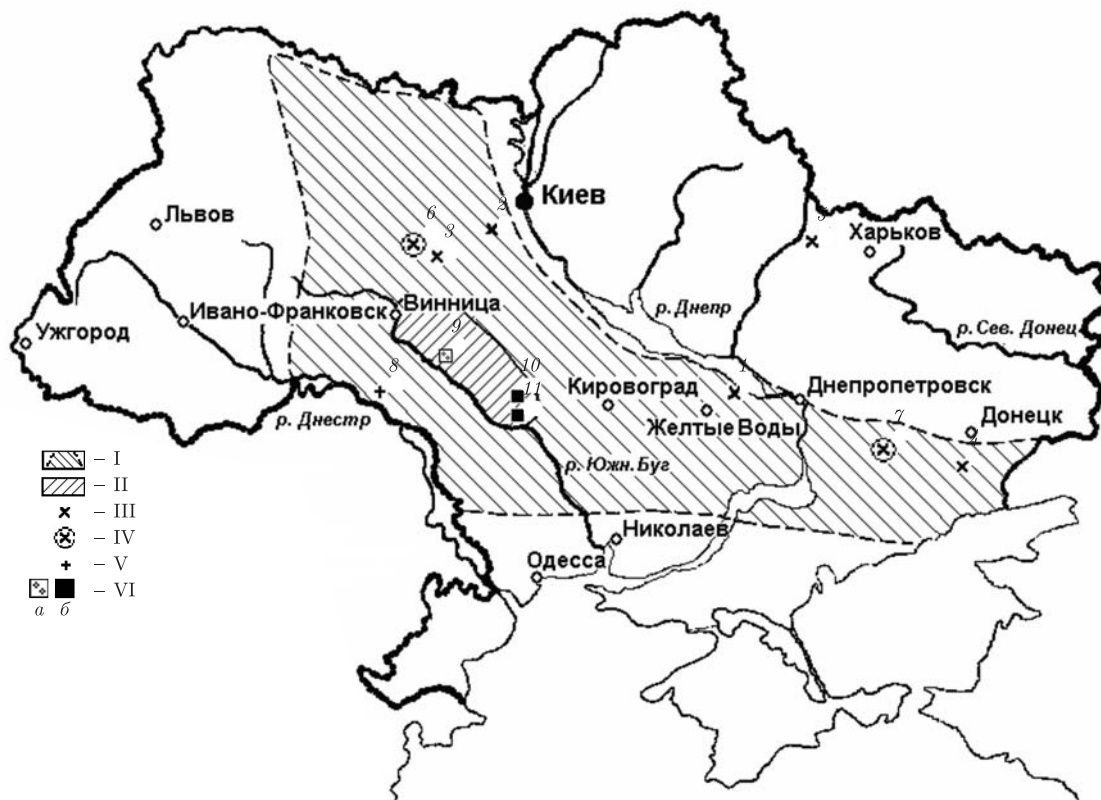 Киев
2
6
3
5
Львов
Харьков
р. Днепр
Ивано-Франковск
Винница
9
р. Сев. Донец
Ужгород
8
10
11
Кировоград
1
Днепропетровск
7
Донецк
р. Днестр
Желтые Воды
р. Южн. Буг
Николаев
Одесса
– I
– II
– III
– IV
– V
– VI
а б